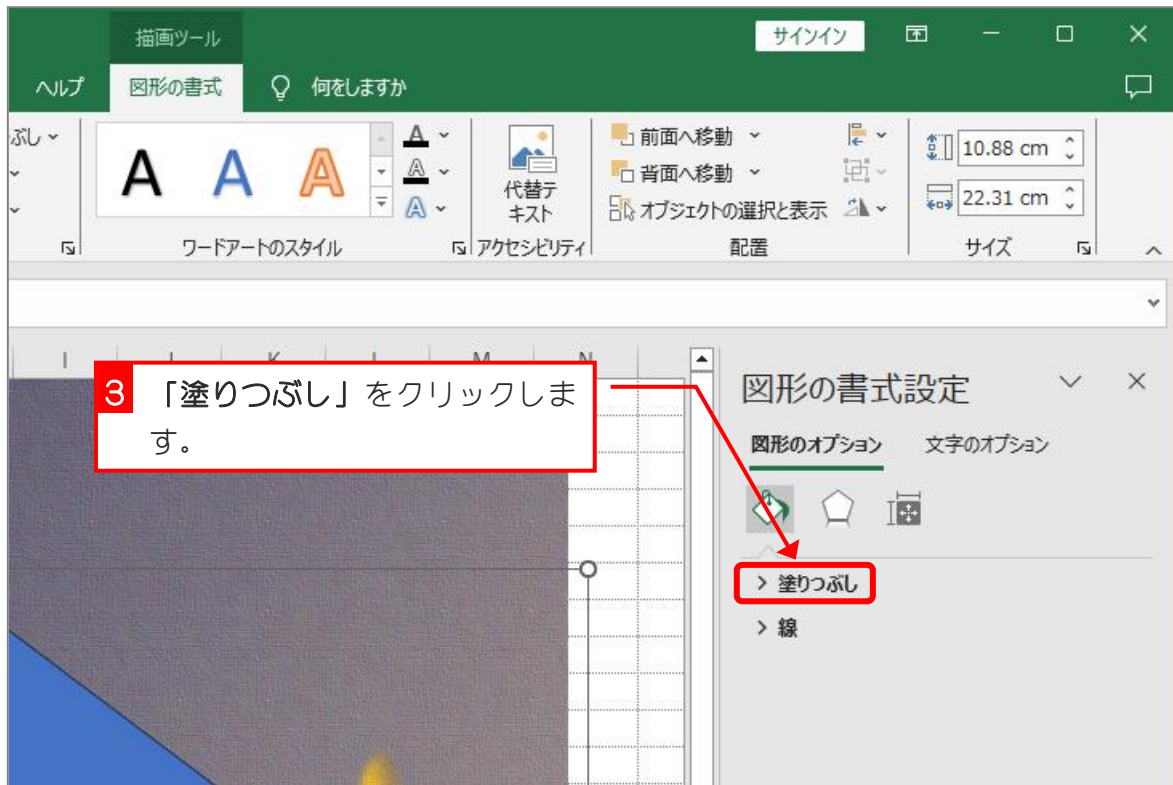 描画ツール
サインイン
ヘルプ
図形の書式
何をしますか
ぶし
A A A
A
A
A
代替テ
キスト
前面へ移動
背面へ移動
オブジェクトの選択と表示
10.88 cm
22.31 cm
ワードアートのスタイル
アクセシビリティ
配置
サイズ
I J K L M N
3 「塗りつぶし」をクリックしま
す。
図形の書式設定
図形のオプション 文字のオプション
塗りつぶし
線